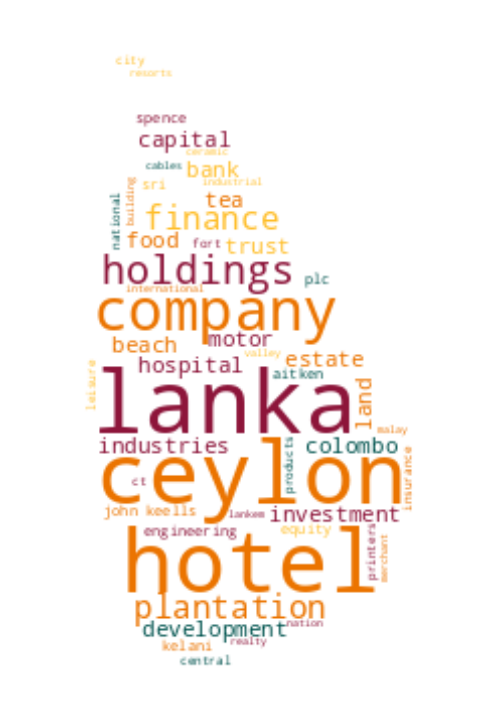 city
resorts
spence
capital
ceramic
cables
bank
industrial
sri
building
national
tea
finance
food
fort
trust
holdings
plc
international
company
motor
beach
valley
estate
hospital
aitken
leisure
lanka
land
malay
industries
colombo
products
ceylon
insurance
ct
john keells
lankem
investment
engineering
equity
printers
merchant
hotel
plantation
development
nation
realty
kelani
central